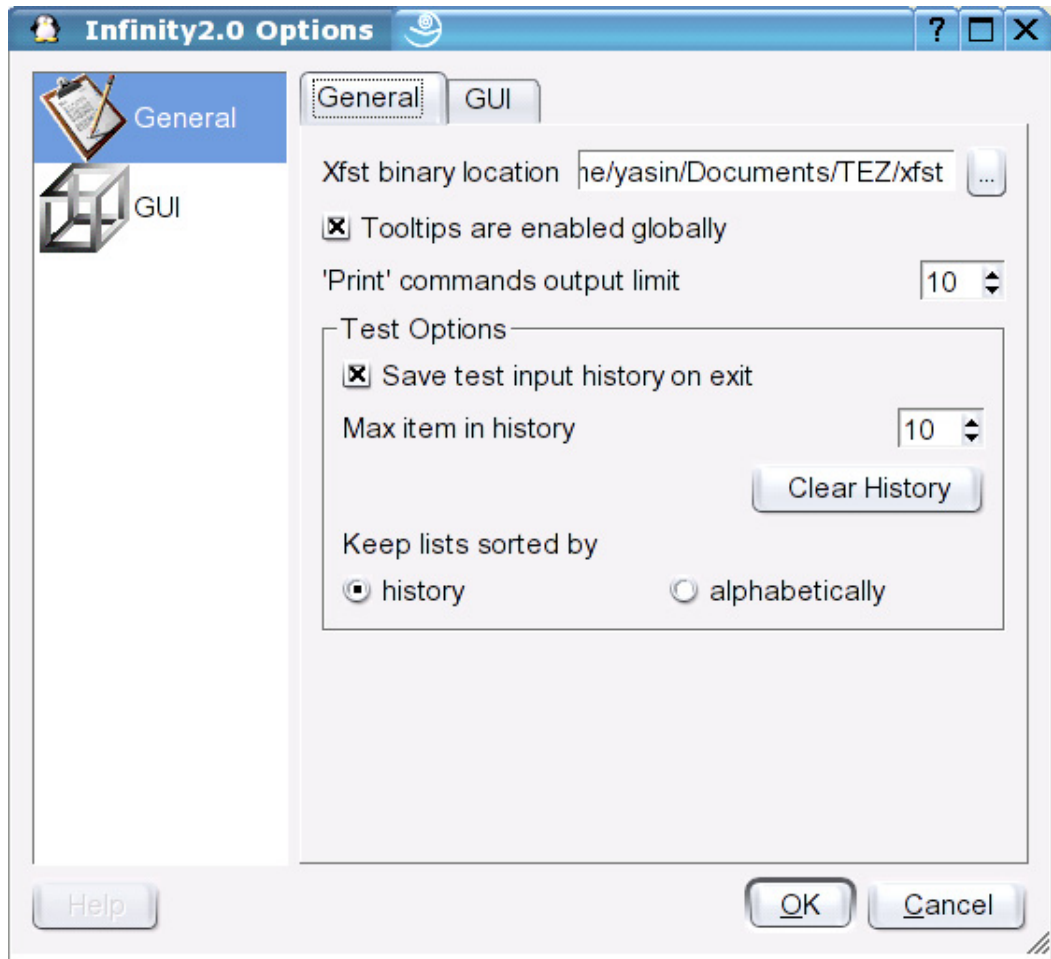 Infinity2.0 Options
?
General
GUI
General GUI
Xfst binary location he/yasin/Documents/TEZ/xfst ...
Tooltips are enabled globally
'Print' commands output limit 10
Test Options
Save test input history on exit
Max item in history 10
Clear History
Keep lists sorted by
history alphabetically
Help OK Cancel